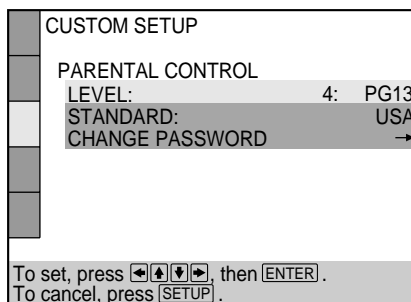 CUSTOM SETUP
PARENTAL CONTROL
LEVEL: 4: PG13
STANDARD: USA
CHANGE PASSWORD →
To set, press ←↑↓→, then ENTER.
To cancel, press SETUP.